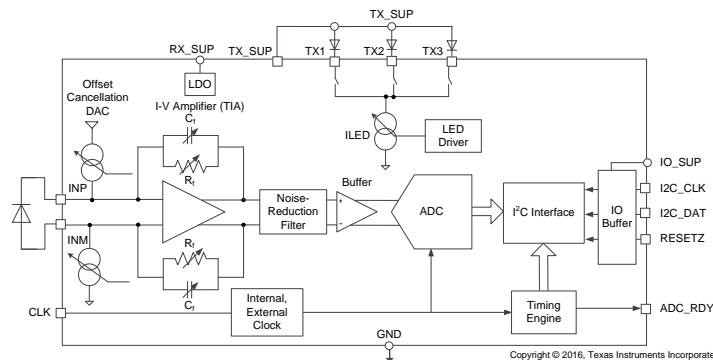 TX_SUP
RX_SUP
TX_SUP
TX1
TX2
TX3
Offset
Cancellation
DAC
LDO
I-V Amplifier (TIA)
Cf
Rf
ILED
LED
Driver
IO_SUP
INP
Noise-
Reduction
Filter
Buffer
+
-
ADC
I²C Interface
IO
Buffer
I2C_CLK
I2C_DAT
RESETZ
INM
Rf
Cf
CLK
Internal,
External
Clock
Timing
Engine
ADC_RDY
GND
Copyright © 2016, Texas Instruments Incorporate